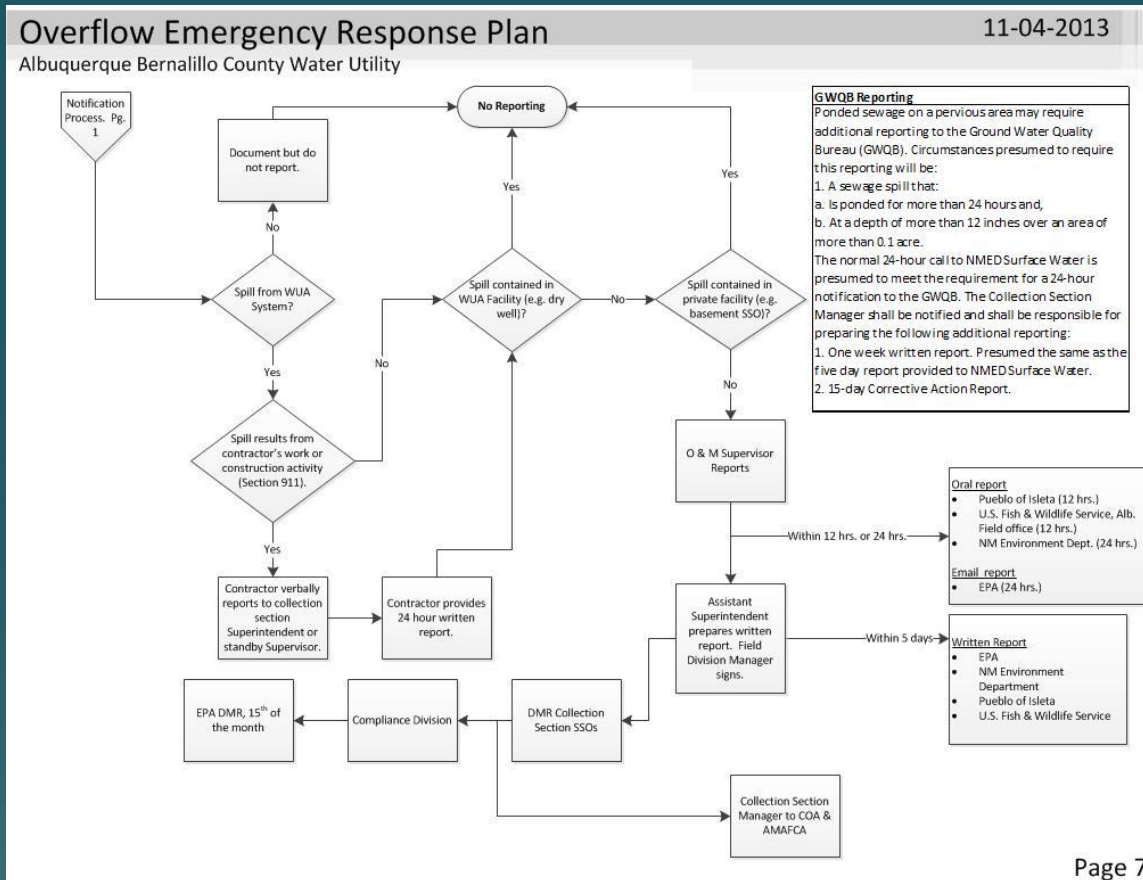 Overflow Emergency Response Plan
11-04-2013
Albuquerque Bernalillo County Water Utility
Notification
Process. Pg.
1
No Reporting
Document but do
not report.
Yes
Yes
No
Spill from WUA
System?
Spill contained in
WUA Facility (e.g. dry
well)?
No
Spill contained in
private facility (e.g.
basement SSO)?
GWQB Reporting
Ponded sewage on a pervious area may require
additional reporting to the Ground Water Quality
Bureau (GWQB). Circumstances presumed to require
this reporting will be:
1. A sewage spill that:
a. Is ponded for more than 24 hours and,
b. At a depth of more than 12 inches over an area of
more than 0.1 acre.
The normal 24-hour call to NMED Surface Water is
presumed to meet the requirement for a 24-hour
notification to the GWQB. The Collection Section
Manager shall be notified and shall be responsible for
preparing the following additional reporting:
1. One week written report. Presumed the same as the
five day report provided to NMED Surface Water.
2. 15-day Corrective Action Report.
Yes
No
No
Spill results from
contractor's work or
construction activity
(Section 911).
O & M Supervisor
Reports
Within 12 hrs. or 24 hrs.
Oral report
• Pueblo of Isleta (12 hrs.)
• U.S. Fish & Wildlife Service, Alb.
Field office (12 hrs.)
• NM Environment Dept. (24 hrs.)
Email report
• EPA (24 hrs.)
Yes
Contractor verbally
reports to collection
section
Superintendent or
standby Supervisor.
Contractor provides
24 hour written
report.
Assistant
Superintendent
prepares written
report. Field
Division Manager
signs.
Within 5 days
Written Report
• EPA
• NM Environment
Department
• Pueblo of Isleta
• U.S. Fish & Wildlife Service
EPA DMR, 15th of
the month
Compliance Division
DMR Collection
Section SSOs
Collection Section
Manager to COA &
AMAFCA
Page 7